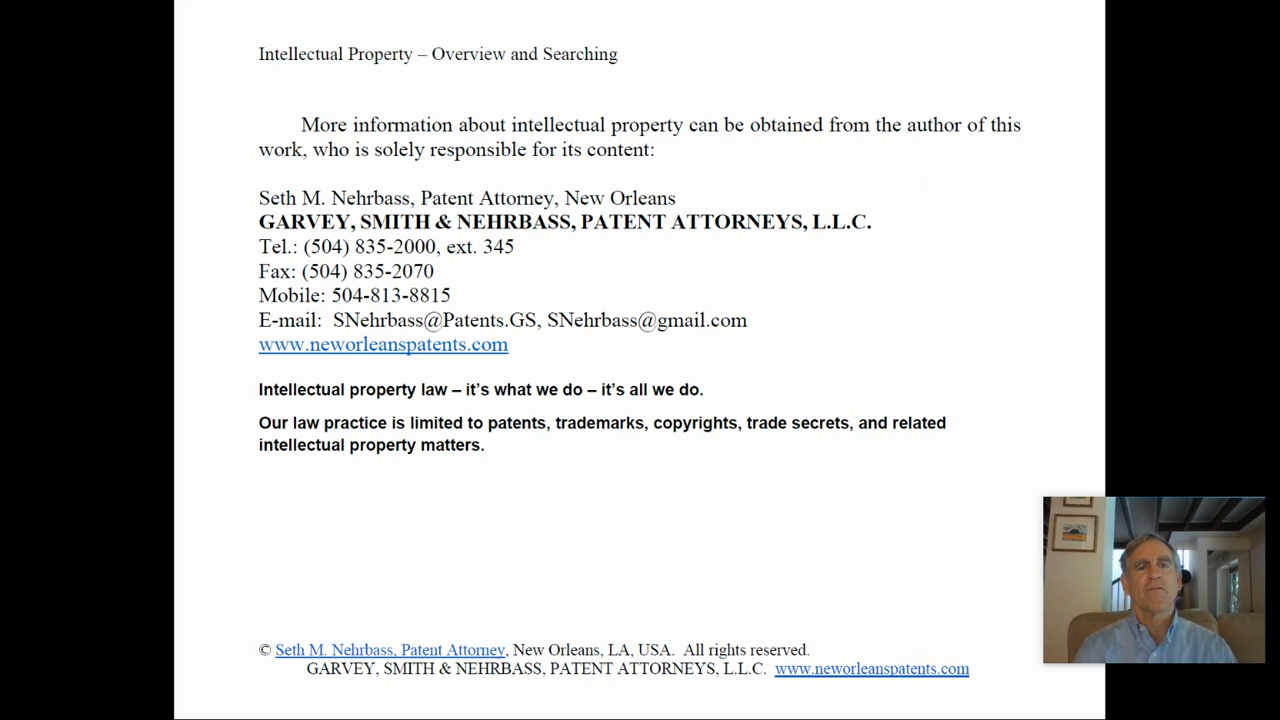 Intellectual Property – Overview and Searching
More information about intellectual property can be obtained from the author of this
work, who is solely responsible for its content:
Seth M. Nehrbass, Patent Attorney, New Orleans
GARVEY, SMITH & NEHRBASS, PATENT ATTORNEYS, L.L.C.
Tel.: (504) 835-2000, ext. 345
Fax: (504) 835-2070
Mobile: 504-813-8815
E-mail:  SNehrbass@Patents.GS, SNehrbass@gmail.com
www.neworleanspatents.com
Intellectual property law – it’s what we do – it’s all we do.
Our law practice is limited to patents, trademarks, copyrights, trade secrets, and related
intellectual property matters.
© Seth M. Nehrbass, Patent Attorney, New Orleans, LA, USA.  All rights reserved.
GARVEY, SMITH & NEHRBASS, PATENT ATTORNEYS, L.L.C.  www.neworleanspatents.com